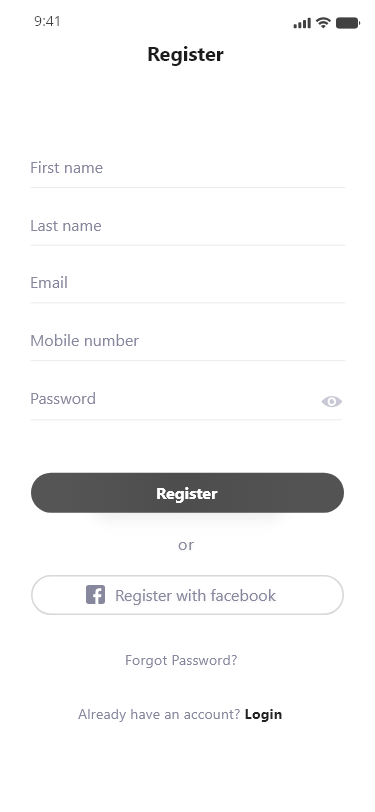 9:41
Register
First name
Last name
Email
Mobile number
Password
Register
or
Register with facebook
Forgot Password?
Already have an account? Login